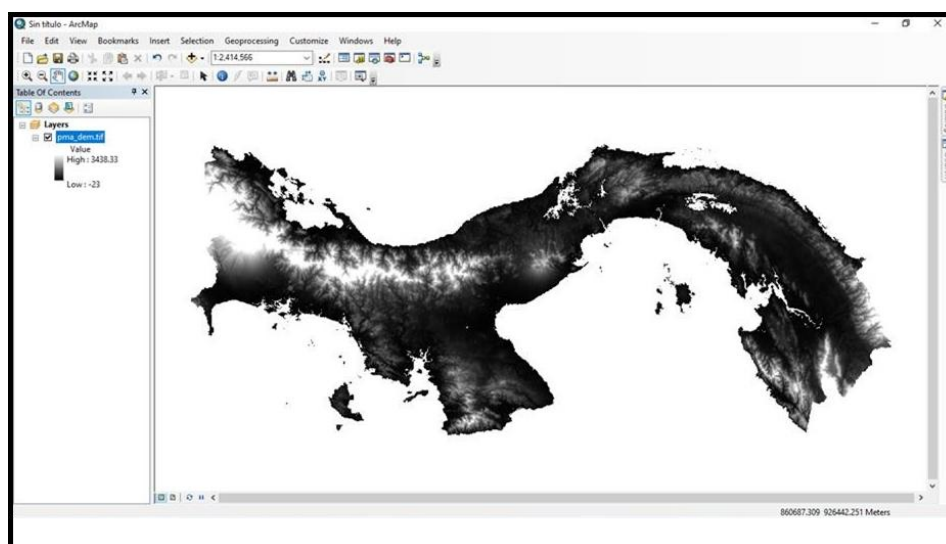 Sin título - ArcMap
File Edit View Bookmarks Insert Selection Geoprocessing Customize Windows Help
1:2,414,566
Table Of Contents
Layers
pma_dem.tif
Value
High : 3438.33
Low : -23
860687.309 926442.251 Meters